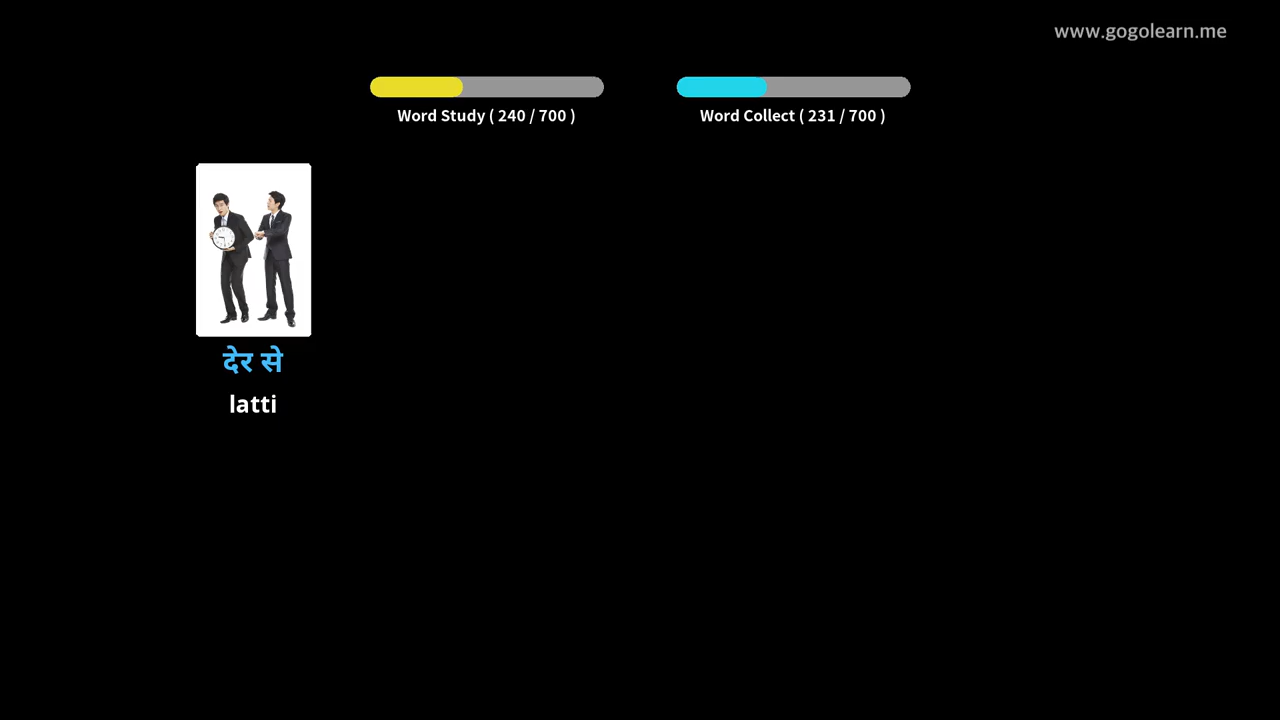 www.gogolearn.me
Word Study ( 240 / 700 )
Word Collect ( 231 / 700 )
देर से
latti